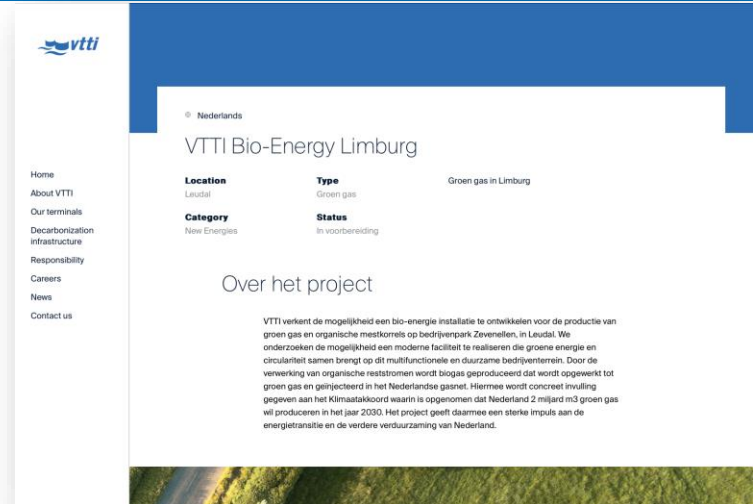 vtti
Nederlands
VTTI Bio-Energy Limburg
Location
Leudal
Type
Groen gas
Groen gas in Limburg
Category
New Energies
Status
In voorbereiding
Home
About VTTI
Our terminals
Decarbonization
infrastructure
Responsibility
Careers
News
Contact us
Over het project
VTTI verkent de mogelijkheid een bio-energie installatie te ontwikkelen voor de productie van
groen gas en organische mestkorrels op bedrijvenpark Zevenellen, in Leudal. We
onderzoeken de mogelijkheid een moderne faciliteit te realiseren die groene energie en
circulariteit samen brengt op dit multifunctionele en duurzame bedrijventerrein. Door de
verwerking van organische reststromen wordt biogas geproduceerd dat wordt opgewerkt tot
groen gas en geïnjecteerd in het Nederlandse gasnet. Hiermee wordt concreet invulling
gegeven aan het Klimaatakkoord waarin is opgenomen dat Nederland 2 miljard m3 groen gas
wil produceren in het jaar 2030. Het project geeft daarmee een sterke impuls aan de
energietransitie en de verdere verduurzaming van Nederland.